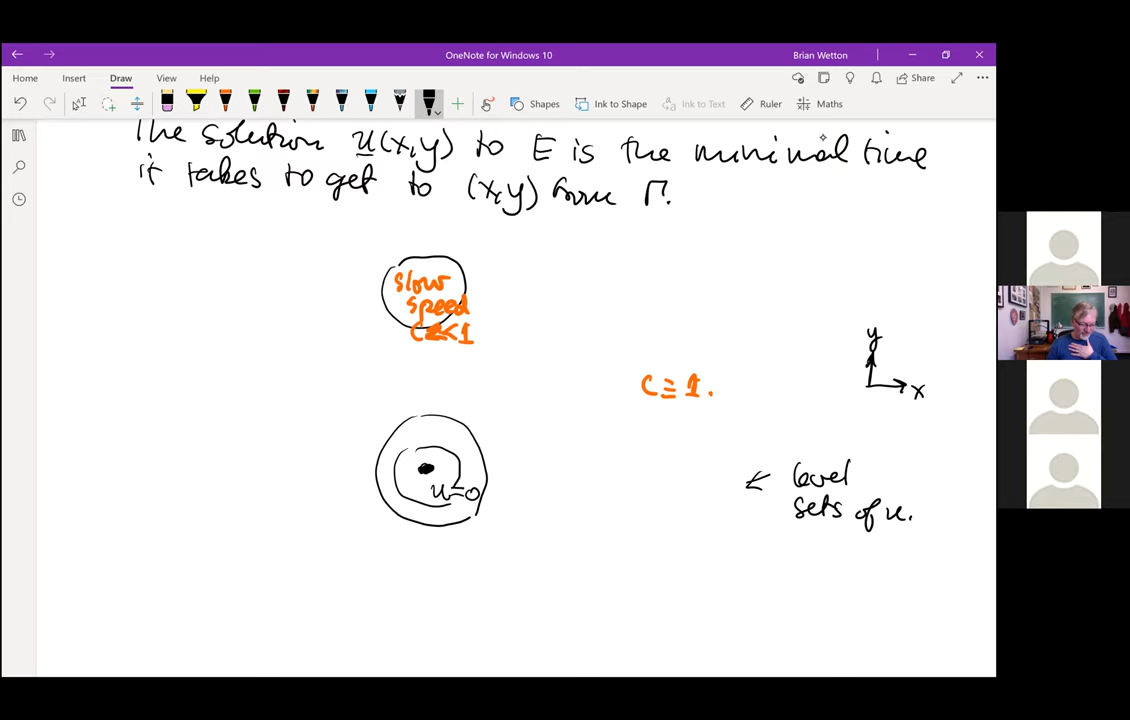 OneNote for Windows 10
Brian Wetton
Home Insert Draw View Help
Share
Shapes Ink to Shape Ink to Text Ruler Maths
The solution u(x,y) to E is the minimal time
it takes to get to (x,y) from Γ.
slow
speed
C<<1
y
x
C≡1.
u=0
← level
sets of u.